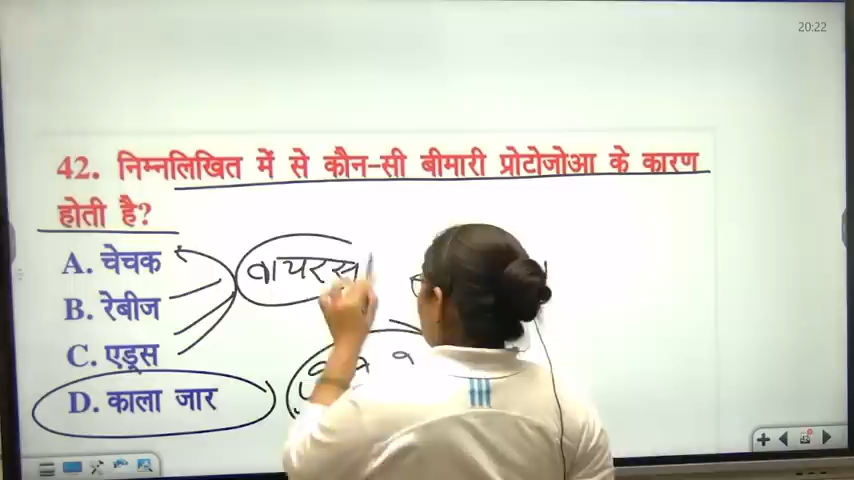 20:22
42. निम्नलिखित में से कौन-सी बीमारी प्रोटोजोआ के कारण
होती है?
A. चेचक
वायरस
B. रेबीज
C. एड्स
D. काला जार